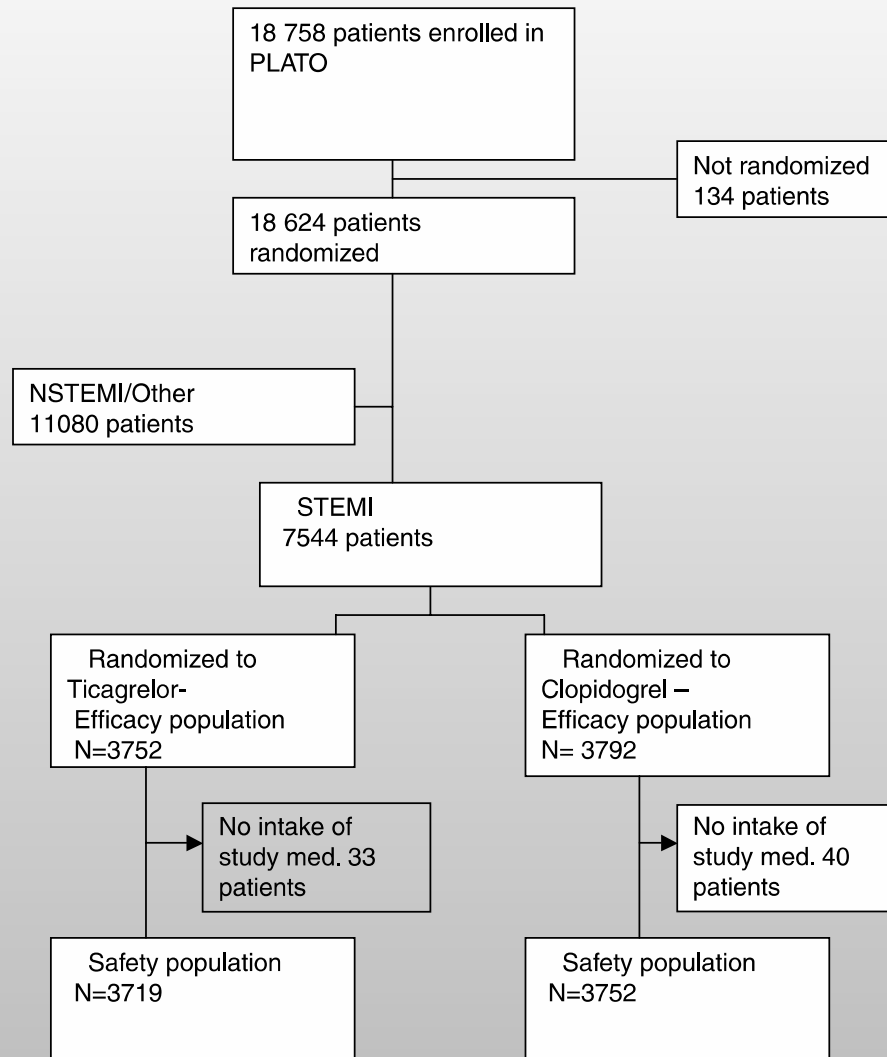 18 758 patients enrolled in
PLATO
Not randomized
134 patients
18 624 patients
randomized
NSTEMI/Other
11080 patients
STEMI
7544 patients
Randomized to
Ticagrelor-
Efficacy population
N=3752
Randomized to
Clopidogrel –
Efficacy population
N= 3792
No intake of
study med. 33
patients
No intake of
study med. 40
patients
Safety population
N=3719
Safety population
N=3752